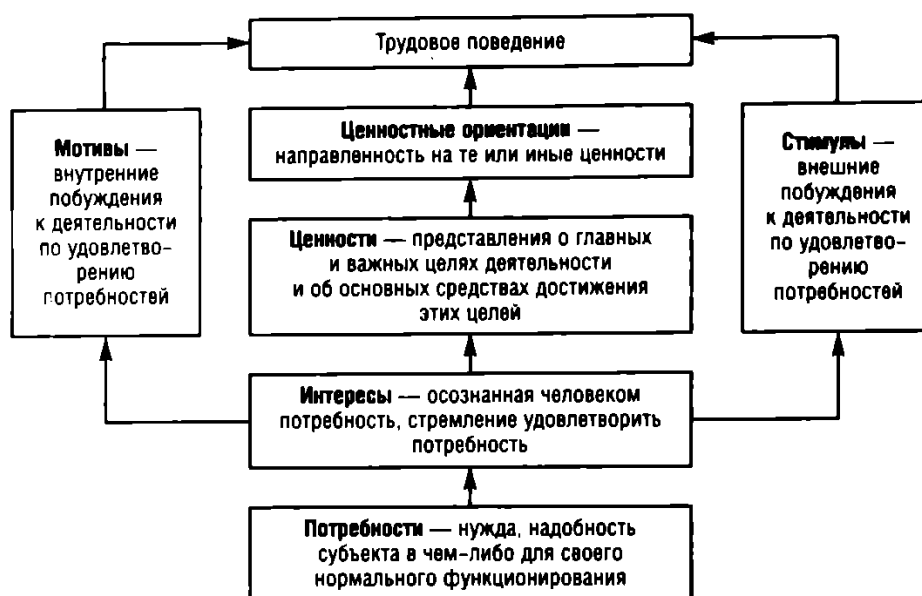 Трудовое поведение
Ценностные ориентации —
направленность на те или иные ценности
Мотивы —
внутренние
побуждения
к деятельности
по удовлетво-
рению
потребностей
Стимулы —
внешние
побуждения
к деятельности
по удовлетво-
рению
потребностей
Ценности — представления о главных
и важных целях деятельности
и об основных средствах достижения
этих целей
Интересы — осознанная человеком
потребность, стремление удовлетворить
потребность
Потребности — нужда, надобность
субъекта в чем-либо для своего
нормального функционирования